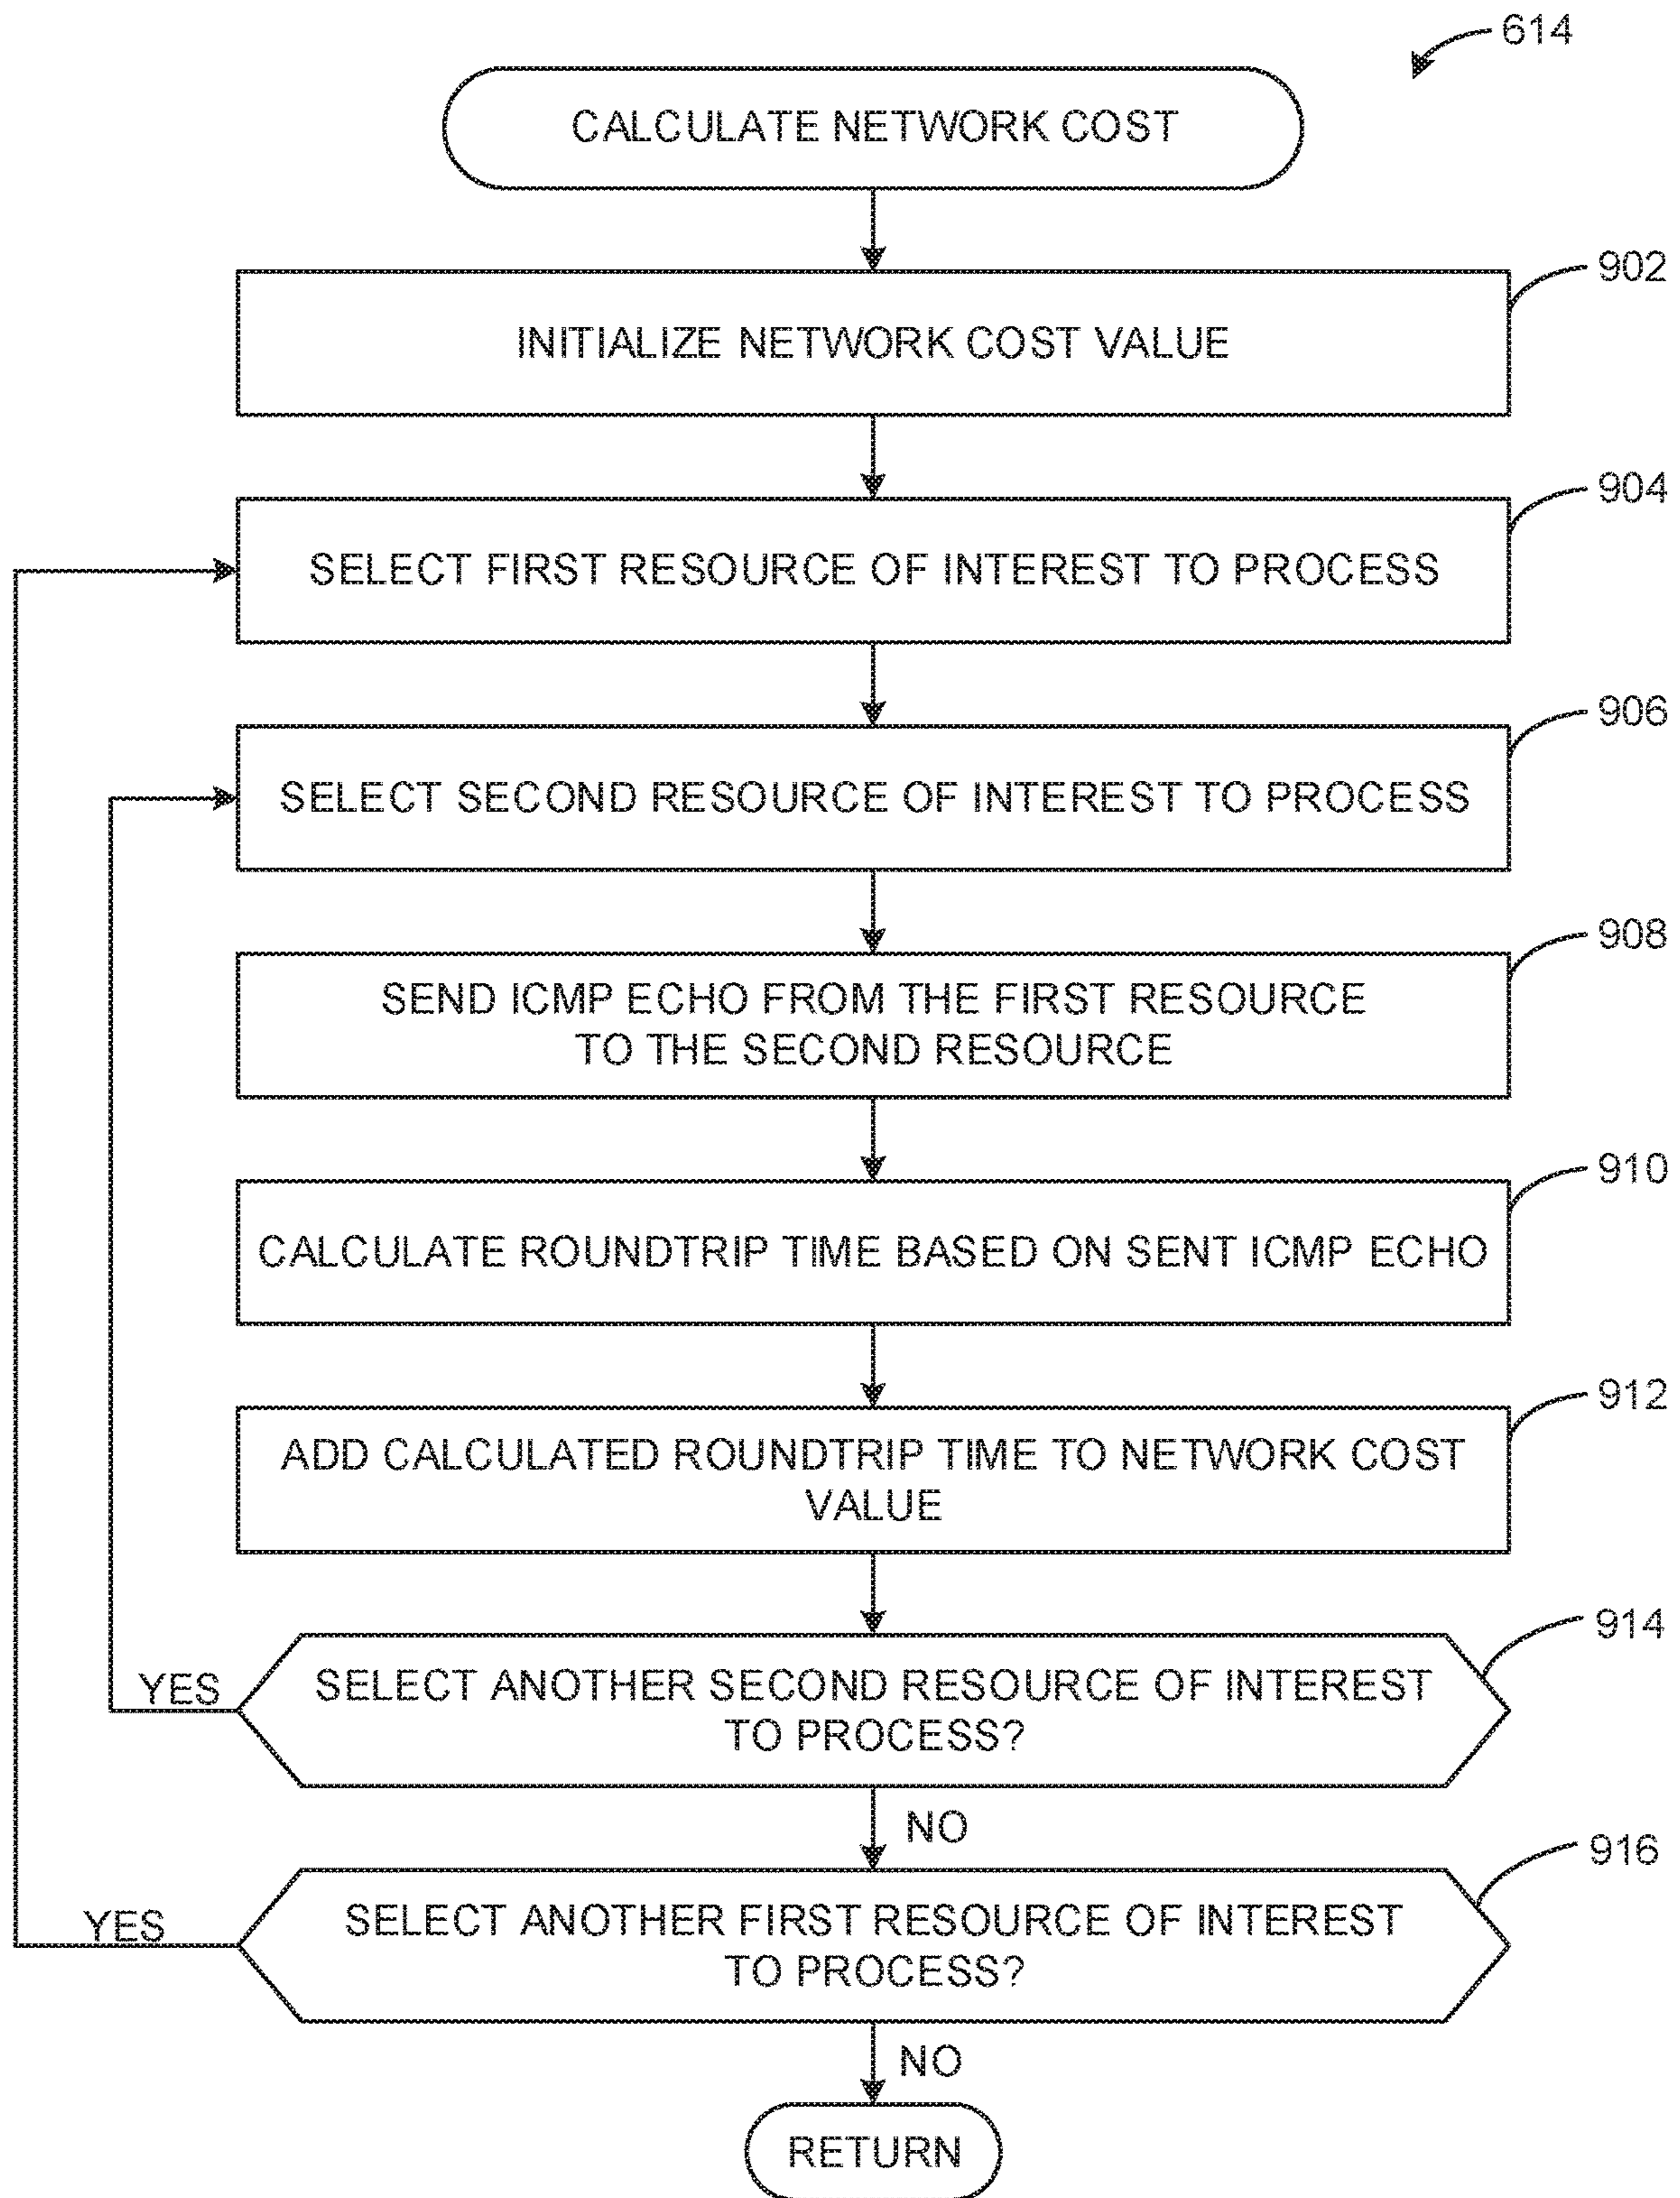 614
CALCULATE NETWORK COST
902
INITIALIZE NETWORK COST VALUE
904
SELECT FIRST RESOURCE OF INTEREST TO PROCESS
906
SELECT SECOND RESOURCE OF INTEREST TO PROCESS
908
SEND ICMP ECHO FROM THE FIRST RESOURCE
TO THE SECOND RESOURCE
910
CALCULATE ROUNDTRIP TIME BASED ON SENT ICMP ECHO
912
ADD CALCULATED ROUNDTRIP TIME TO NETWORK COST
VALUE
914
YES
SELECT ANOTHER SECOND RESOURCE OF INTEREST
TO PROCESS?
NO
916
YES
SELECT ANOTHER FIRST RESOURCE OF INTEREST
TO PROCESS?
NO
RETURN